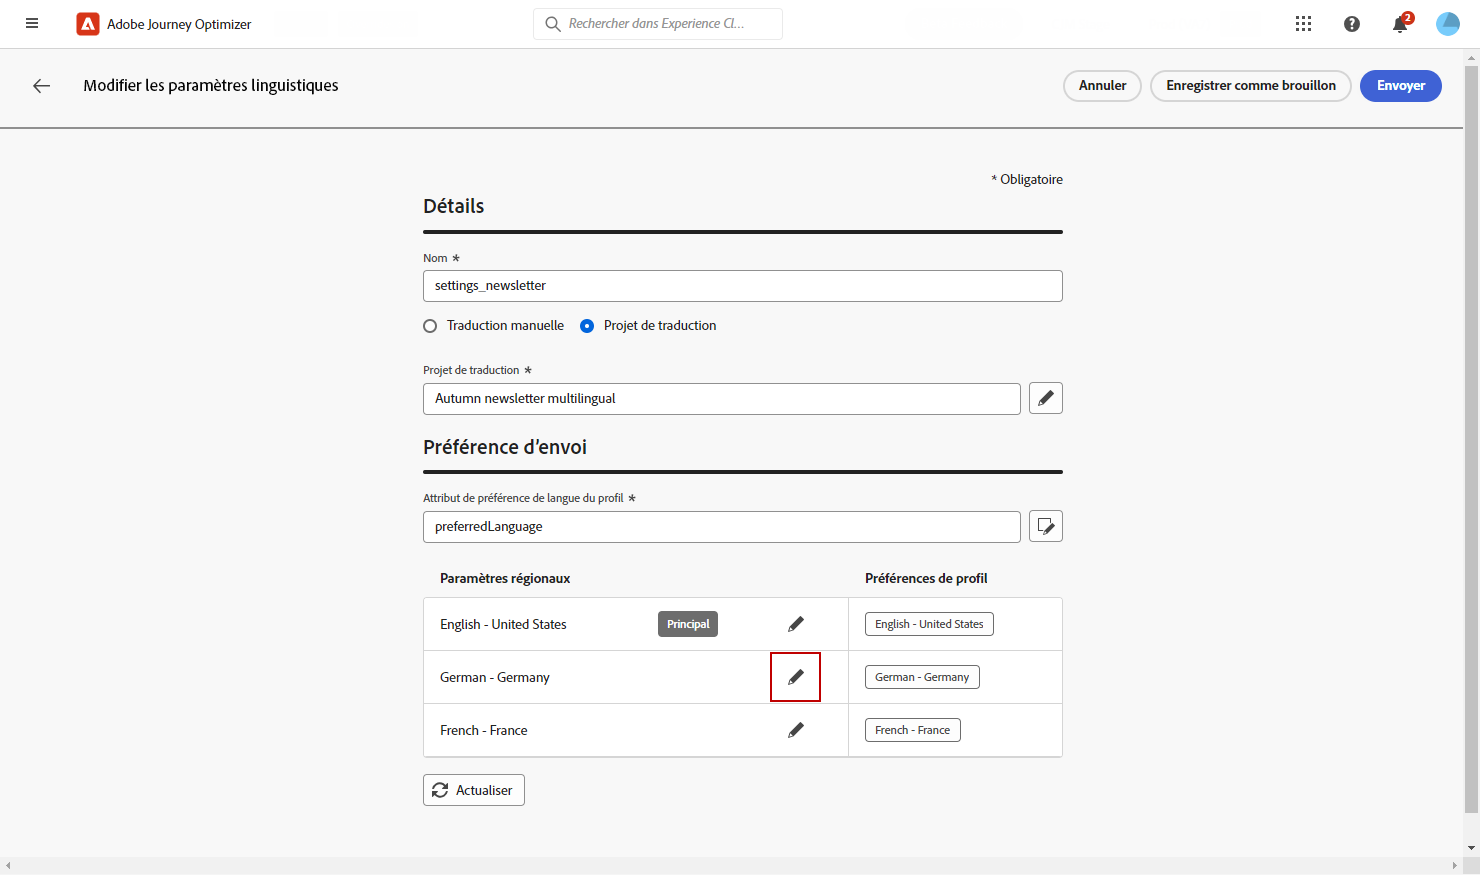 Adobe Journey Optimizer
Rechercher dans Experience Cl...
2
Modifier les paramètres linguistiques
Annuler
Enregistrer comme brouillon
Envoyer
* Obligatoire
Détails
Nom *
settings_newsletter
Traduction manuelle
Projet de traduction
Projet de traduction *
Autumn newsletter multilingual
Préférence d’envoi
Attribut de préférence de langue du profil *
preferredLanguage
Paramètres régionaux
Préférences de profil
English - United States
Principal
English - United States
German - Germany
German - Germany
French - France
French - France
Actualiser